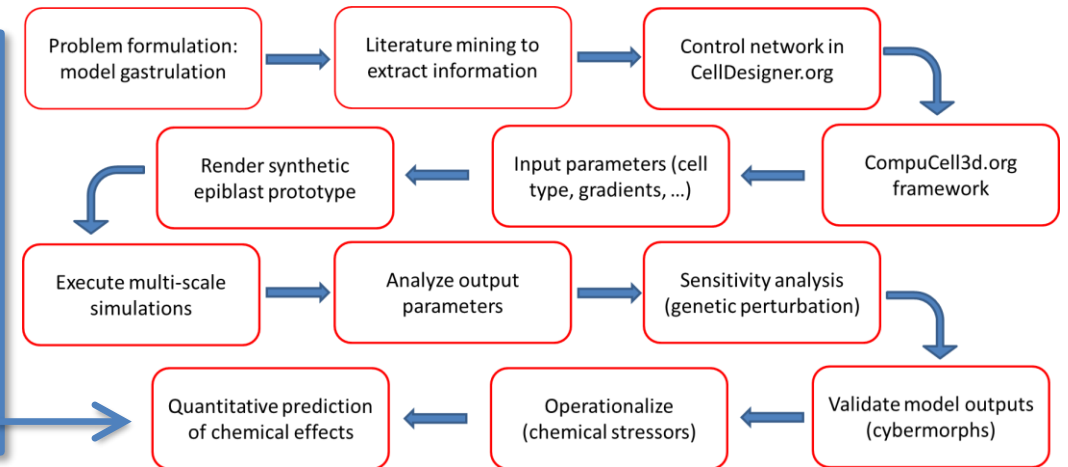 Problem formulation:
model gastrulation
Literature mining to
extract information
Control network in
CellDesigner.org
CompuCell3d.org
framework
Input parameters (cell
type, gradients, ...)
Render synthetic
epiblast prototype
Execute multi-scale
simulations
Analyze output
parameters
Sensitivity analysis
(genetic perturbation)
Validate model outputs
(cybermorphs)
Operationalize
(chemical stressors)
Quantitative prediction
of chemical effects